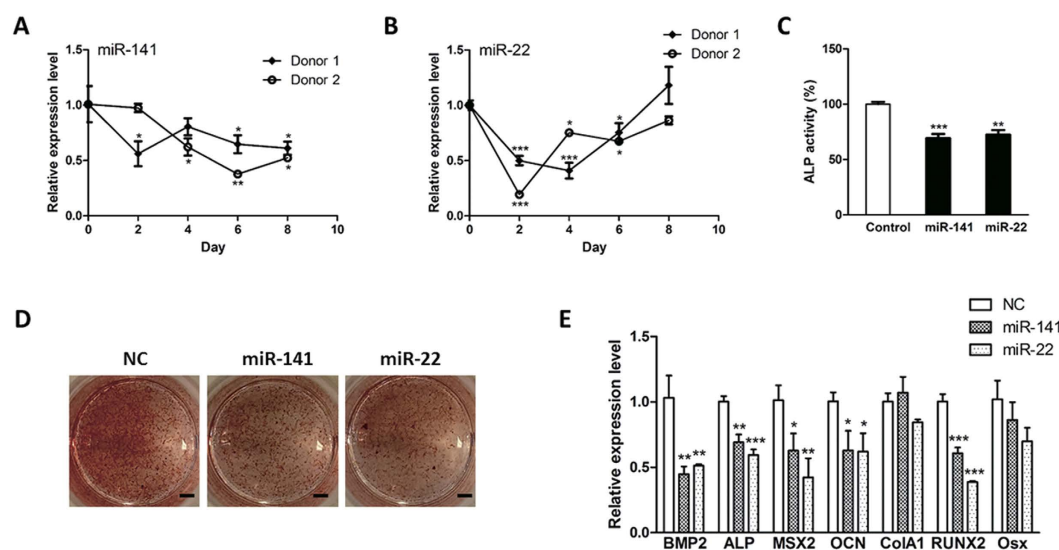 A
miR-141
Relative expression level
1.5
1.0
0.5
0.0
0 2 4 6 8 10
Day
Donor 1
Donor 2
* * *
* ** *
B
miR-22
Relative expression level
1.5
1.0
0.5
0.0
0 2 4 6 8 10
Day
Donor 1
Donor 2
*** * *
*** *** *
C
ALP activity (%)
150
100
50
0
*** **
Control miR-141 miR-22
D
NC miR-141 miR-22
E
NC
miR-141
miR-22
Relative expression level
1.5
1.0
0.5
0.0
** ** ** *** * ** * * *** ***
BMP2 ALP MSX2 OCN ColA1 RUNX2 Osx